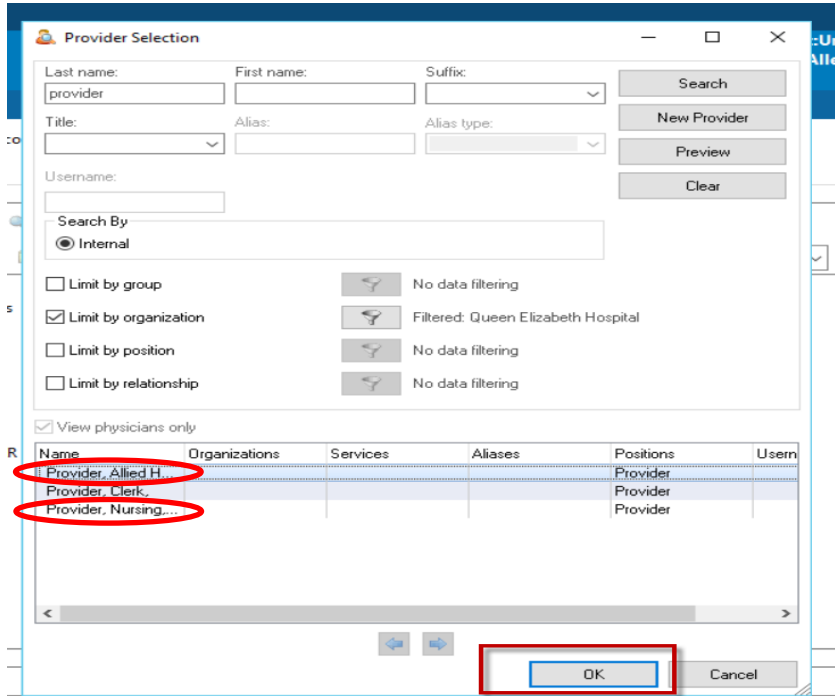 Provider Selection
Last name: First name: Suffix:
provider
Search
Title: Alias: Alias type:
New Provider
Preview
Username:
Clear
Search By
Internal
Limit by group No data filtering
Limit by organization Filtered: Queen Elizabeth Hospital
Limit by position No data filtering
Limit by relationship No data filtering
View physicians only
R
Name Organizations Services Aliases Positions Usern
Provider, Allied H... Provider
Provider, Clerk, Provider
Provider, Nursing,... Provider
OK Cancel